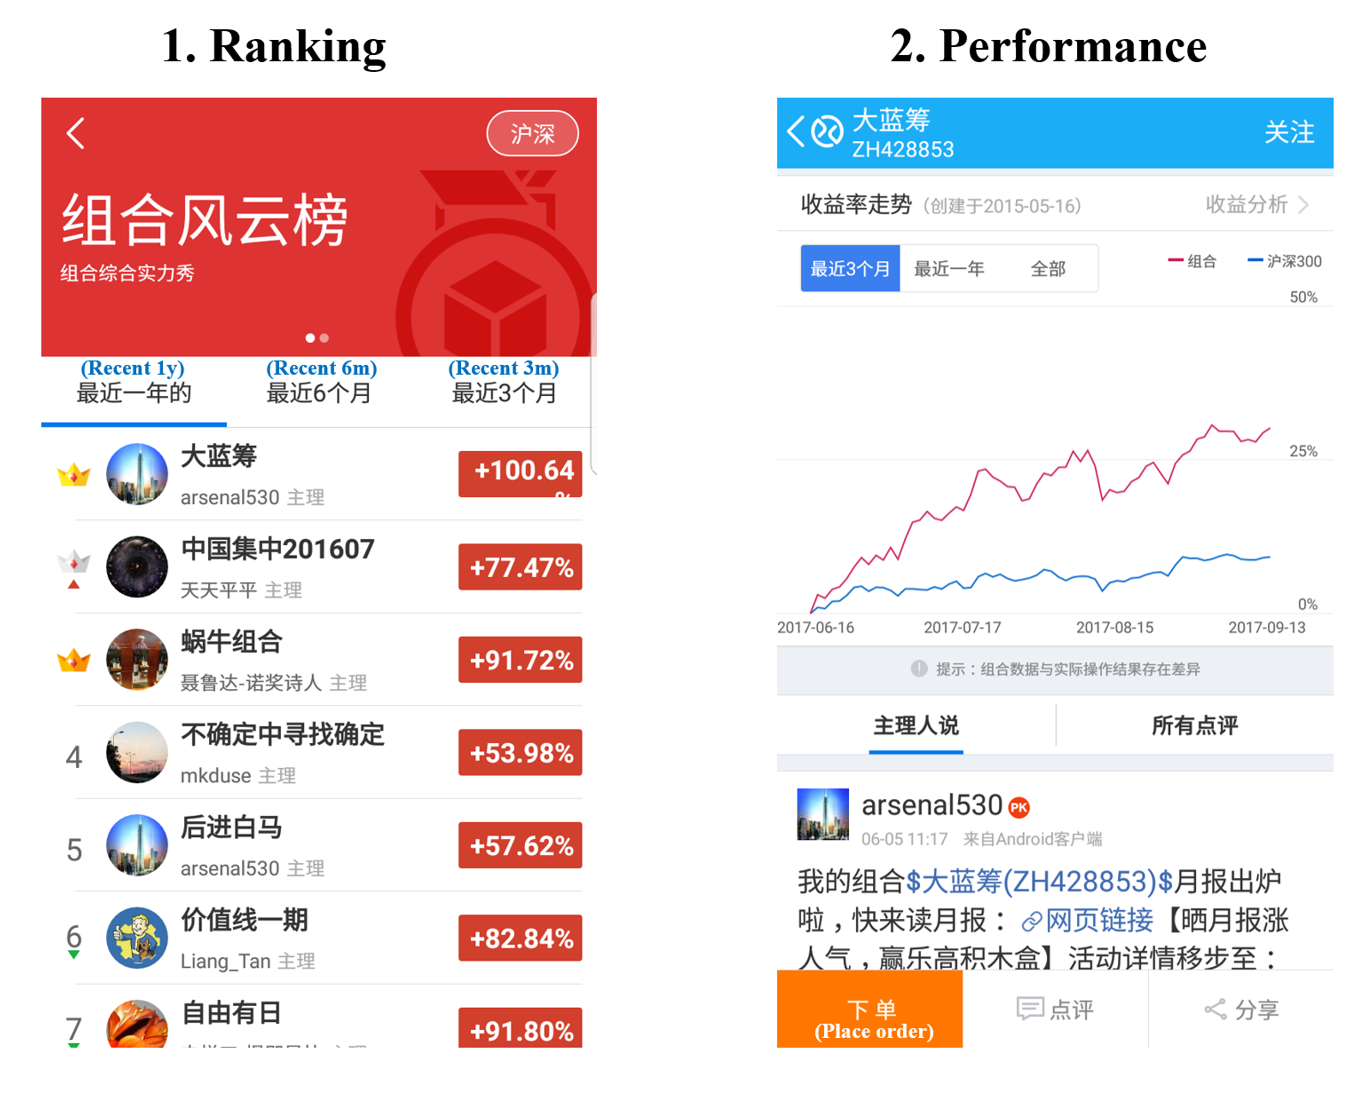 1. Ranking
沪深
组合风云榜
组合综合实力秀
(Recent 1y) (Recent 6m) (Recent 3m)
最近一年的 最近6个月 最近3个月
大蓝筹
arsenal530 主理
+100.64
中国集中201607
天天平平 主理
+77.47%
蜗牛组合
聂鲁达-诺奖诗人 主理
+91.72%
4
不确定中寻找确定
mkduse 主理
+53.98%
5
后进白马
arsenal530 主理
+57.62%
6
价值线一期
Liang_Tan 主理
+82.84%
7
自由有日
+91.80%
2. Performance
大蓝筹
ZH428853
关注
收益率走势 (创建于2015-05-16) 收益分析
最近3个月 最近一年 全部
组合 沪深300
50%
25%
0%
2017-06-16 2017-07-17 2017-08-15 2017-09-13
提示：组合数据与实际操作结果存在差异
主理人说 所有点评
arsenal530 PK
06-05 11:17 来自Android客户端
我的组合$大蓝筹(ZH428853)$月报出炉
啦，快来读月报： 网页链接【晒月报涨
人气，赢乐高积木盒】活动详情移步至：
下单 点评 分享
(Place order)